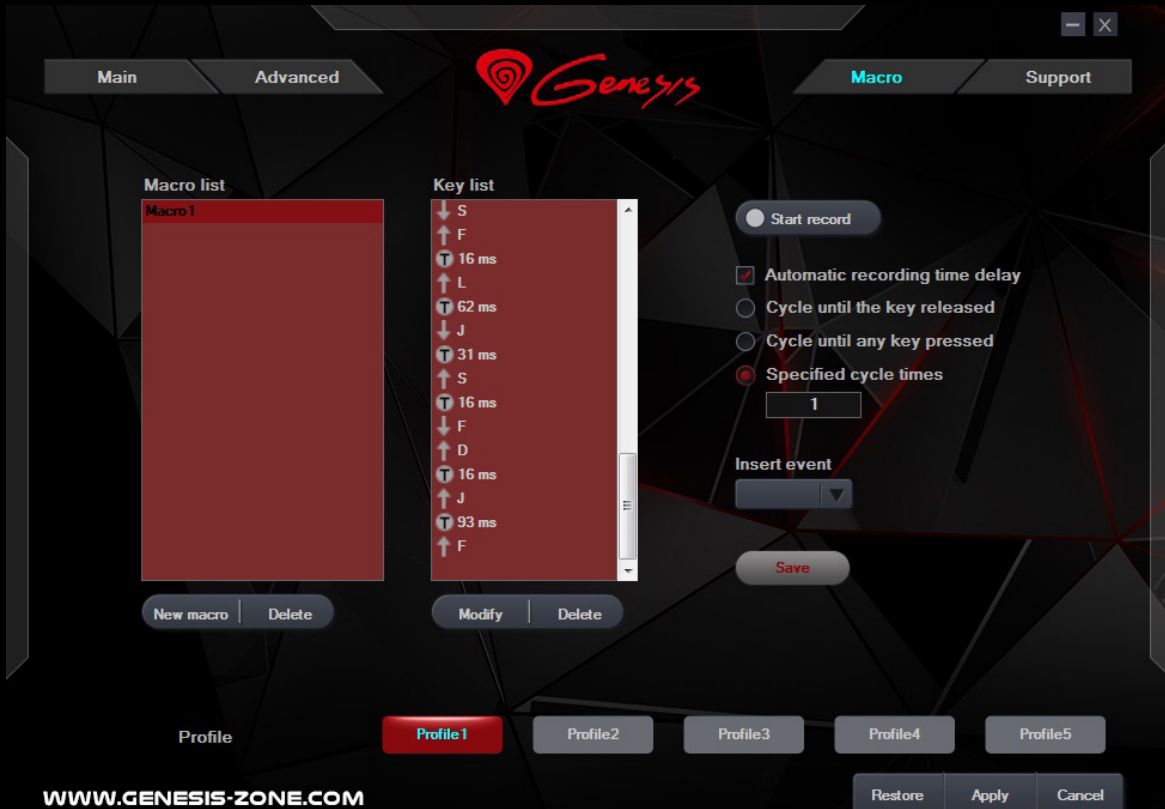 Main
Advanced
Genesis
Macro
Support
Macro list
Macro1
Key list
S
F
T 16 ms
L
T 62 ms
J
T 31 ms
S
T 16 ms
F
D
T 16 ms
J
T 93 ms
F
New macro
Delete
Modify
Delete
Start record
Automatic recording time delay
Cycle until the key released
Cycle until any key pressed
Specified cycle times
1
Insert event
Save
Profile
Profile1
Profile2
Profile3
Profile4
Profile5
WWW.GENESIS-ZONE.COM
Restore
Apply
Cancel